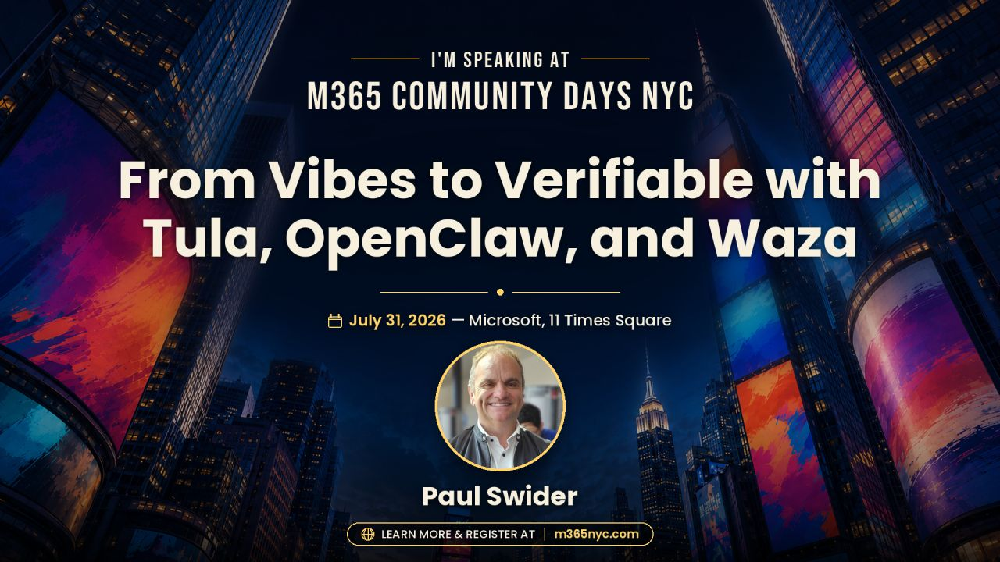 I'M SPEAKING AT
M365 COMMUNITY DAYS NYC
From Vibes to Verifiable with
Tula, OpenClaw, and Waza
July 31, 2026 — Microsoft, 11 Times Square
Paul Swider
LEARN MORE & REGISTER AT | m365nyc.com